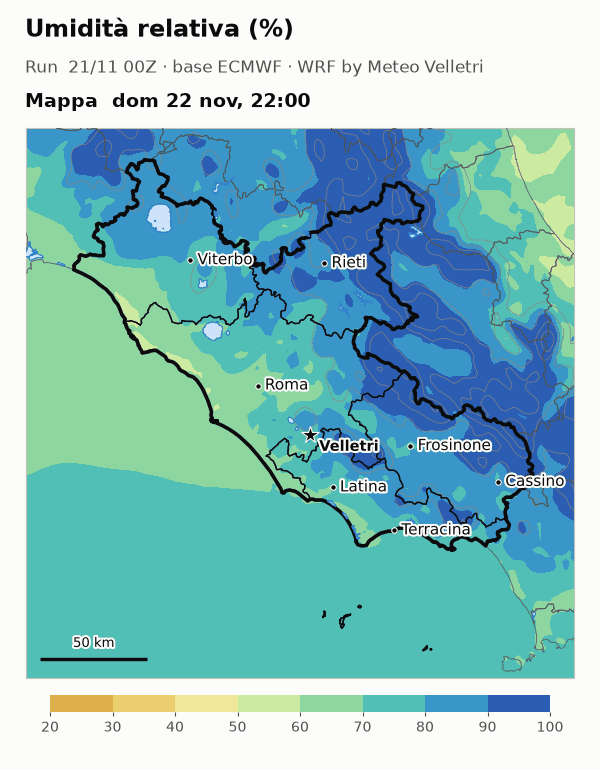 Umidità relativa (%)
Run  21/11 00Z · base ECMWF · WRF by Meteo Velletri
Mappa  dom 22 nov, 22:00
Viterbo
Rieti
Roma
Velletri
Frosinone
Cassino
Latina
Terracina
50 km
20 30 40 50 60 70 80 90 100